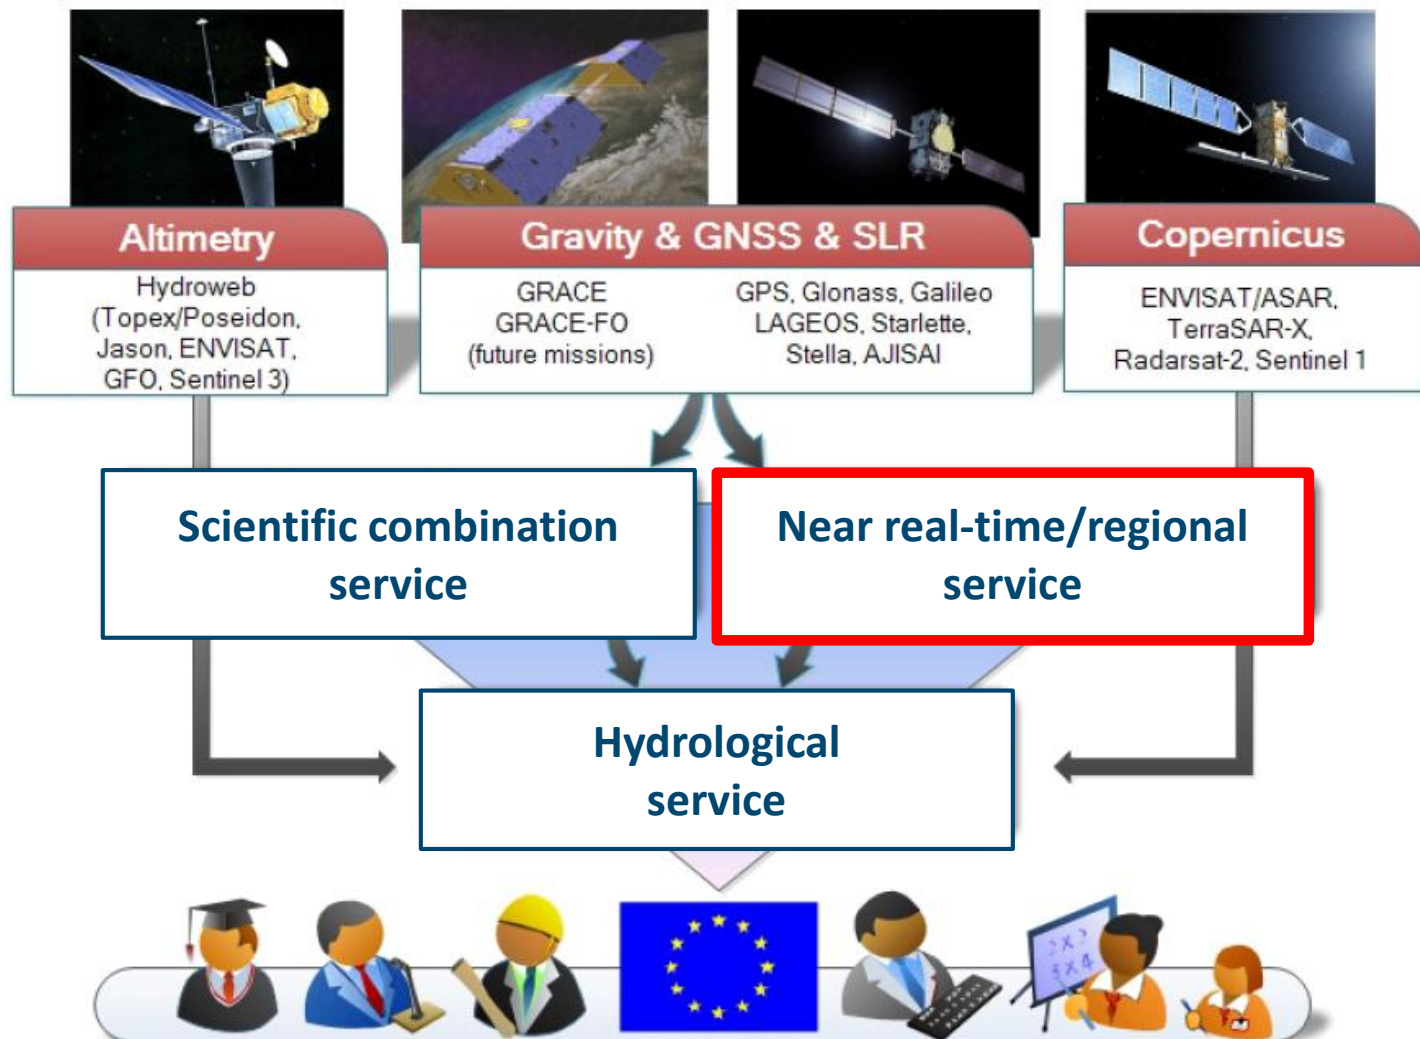 Altimetry
Hydroweb
(Topex/Poseidon,
Jason, ENVISAT,
GFO, Sentinel 3)
Gravity & GNSS & SLR
GRACE
GRACE-FO
(future missions)
GPS, Glonass, Galileo
LAGEOS, Starlette,
Stella, AJISAI
Copernicus
ENVISAT/ASAR,
TerraSAR-X,
Radarsat-2, Sentinel 1
Scientific combination
service
Near real-time/regional
service
Hydrological
service
2X2
3X4